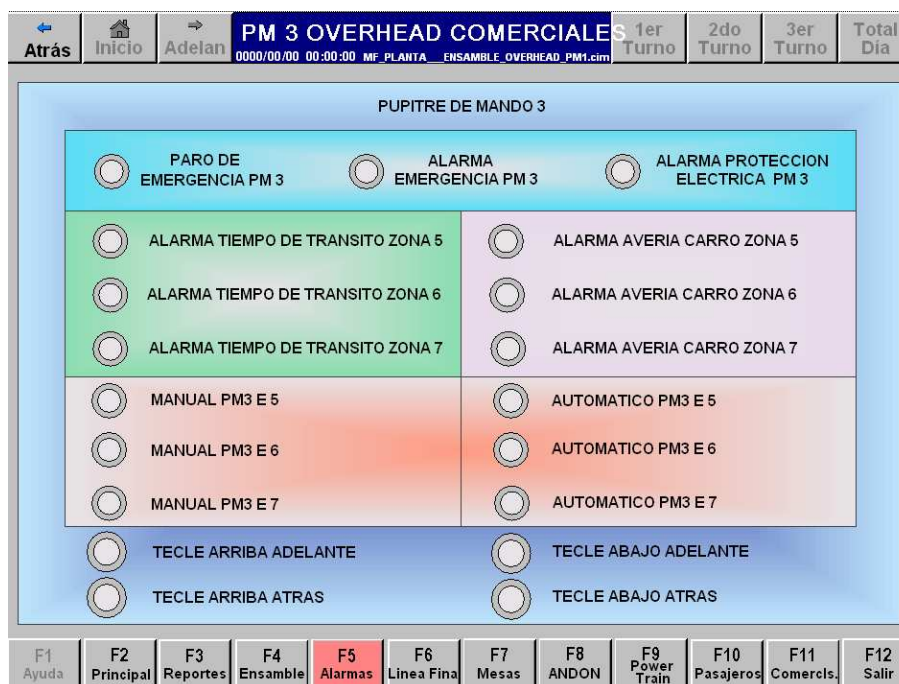 Atrás Inicio Adelan PM 3 OVERHEAD COMERCIALES 1er Turno 2do Turno 3er Turno Total Día
0000/00/00 00:00:00 MF_PLANTA___ENSAMBLE_OVERHEAD_PM1.cim
PUPITRE DE MANDO 3
PARO DE
EMERGENCIA PM 3
ALARMA
EMERGENCIA PM 3
ALARMA PROTECCION
ELECTRICA PM 3
ALARMA TIEMPO DE TRANSITO ZONA 5
ALARMA AVERIA CARRO ZONA 5
ALARMA TIEMPO DE TRANSITO ZONA 6
ALARMA AVERIA CARRO ZONA 6
ALARMA TIEMPO DE TRANSITO ZONA 7
ALARMA AVERIA CARRO ZONA 7
MANUAL PM3 E 5
AUTOMATICO PM3 E 5
MANUAL PM3 E 6
AUTOMATICO PM3 E 6
MANUAL PM3 E 7
AUTOMATICO PM3 E 7
TECLE ARRIBA ADELANTE
TECLE ABAJO ADELANTE
TECLE ARRIBA ATRAS
TECLE ABAJO ATRAS
F1 Ayuda
F2 Principal
F3 Reportes
F4 Ensamble
F5 Alarmas
F6 Linea Fina
F7 Mesas
F8 ANDON
F9 Power Train
F10 Pasajeros
F11 Comercls.
F12 Salir